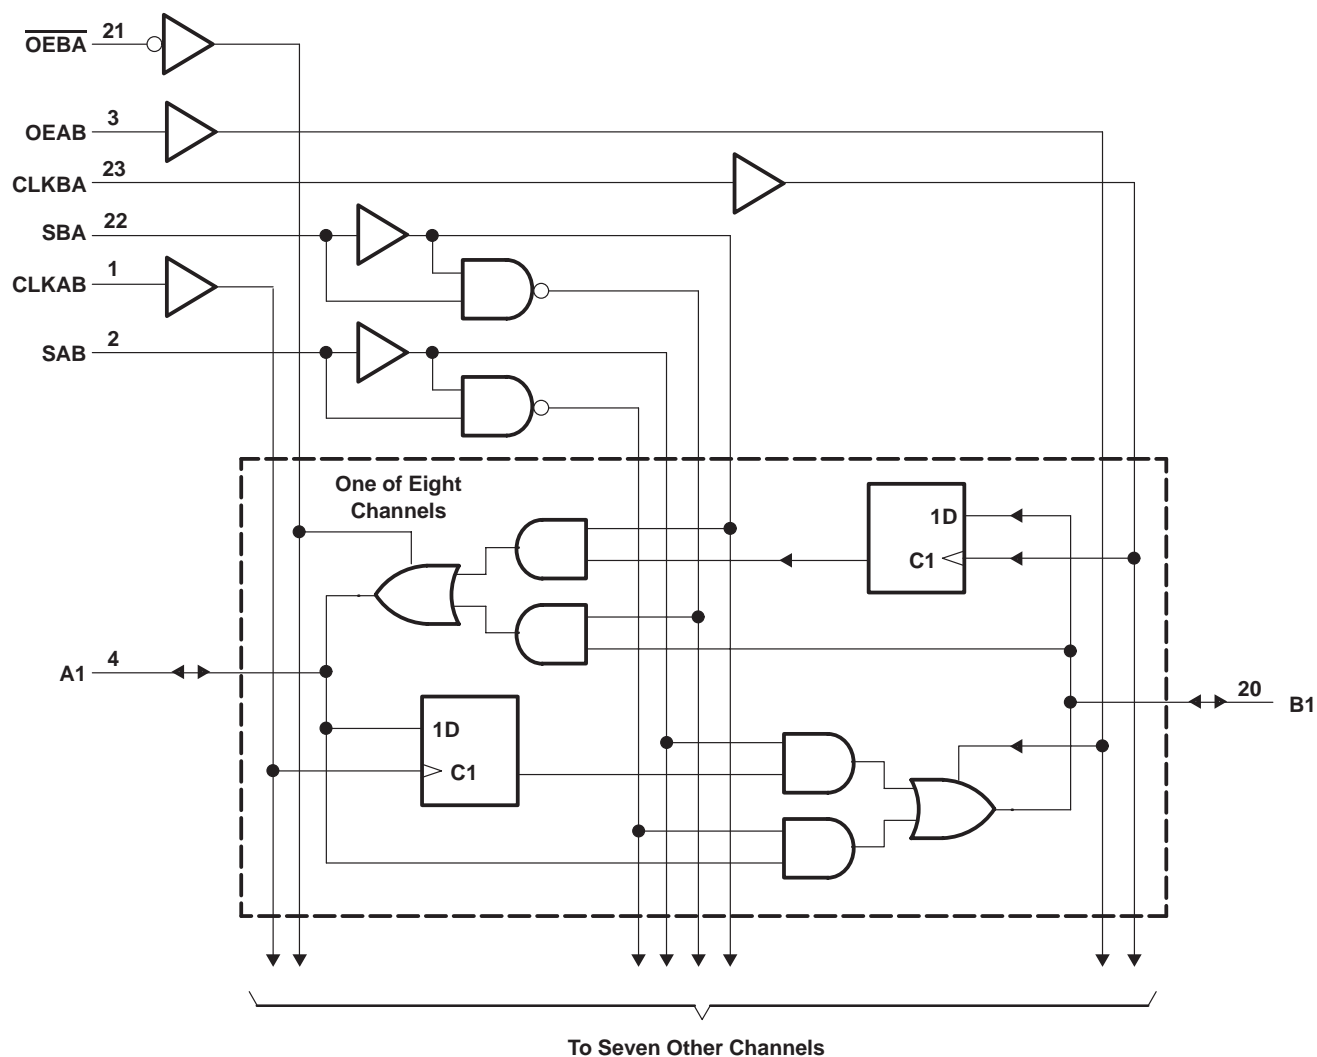 OEBA 21
OEAB 3
CLKBA 23
SBA 22
CLKAB 1
SAB 2
One of Eight
Channels
1D
C1
A1 4
1D
C1
20 B1
To Seven Other Channels